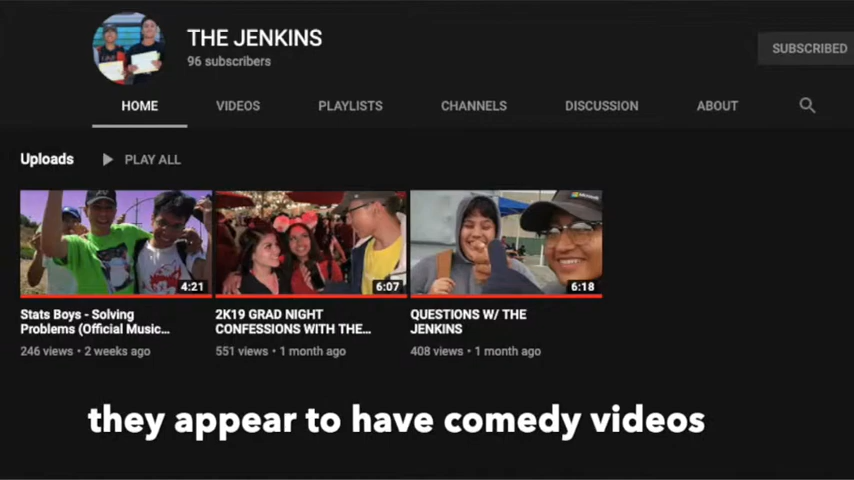 THE JENKINS
96 subscribers
SUBSCRIBED
HOME VIDEOS PLAYLISTS CHANNELS DISCUSSION ABOUT
Uploads PLAY ALL
4:21 6:07 6:18
Stats Boys - Solving
Problems (Official Music...
246 views • 2 weeks ago
2K19 GRAD NIGHT
CONFESSIONS WITH THE...
551 views • 1 month ago
QUESTIONS W/ THE
JENKINS
408 views • 1 month ago
they appear to have comedy videos